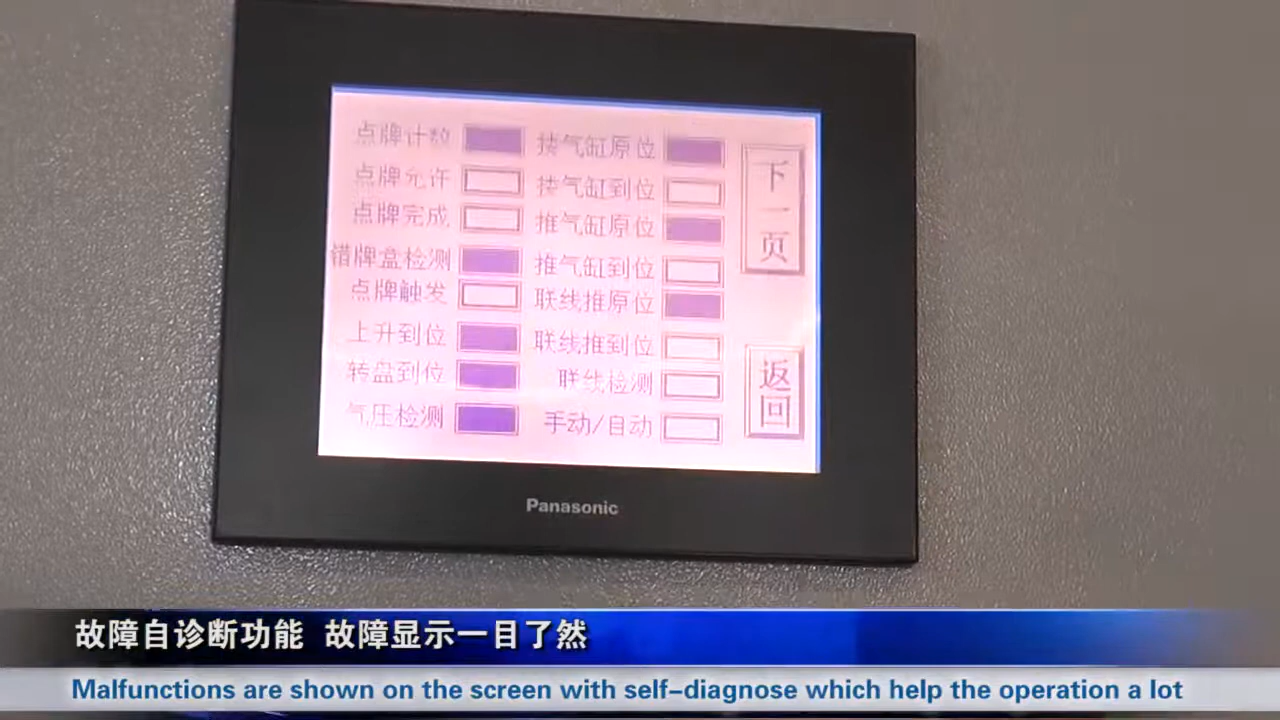 点牌计数
点牌允许
点牌完成
错牌盒检测
点牌触发
上升到位
转盘到位
气压检测
气缸原位
气缸到位
推气缸原位
推气缸到位
联线推原位
联线推到位
联线检测
手动/自动
下一页
返回
Panasonic
故障自诊断功能 故障显示一目了然
Malfunctions are shown on the screen with self-diagnose which help the operation a lot